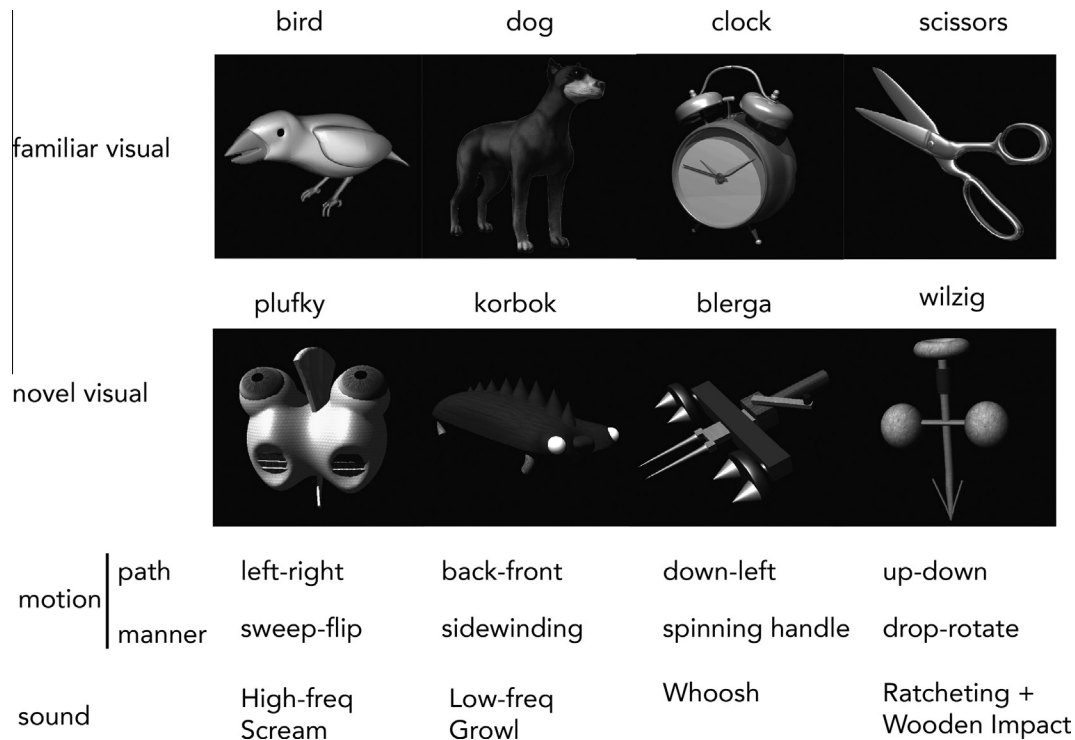 bird dog clock scissors
familiar visual
plufky korbok blerga wilzig
novel visual
path left-right back-front down-left up-down
motion
manner sweep-flip sidewinding spinning handle drop-rotate
sound
High-freq Low-freq Whoosh Ratcheting +
Scream Growl Wooden Impact